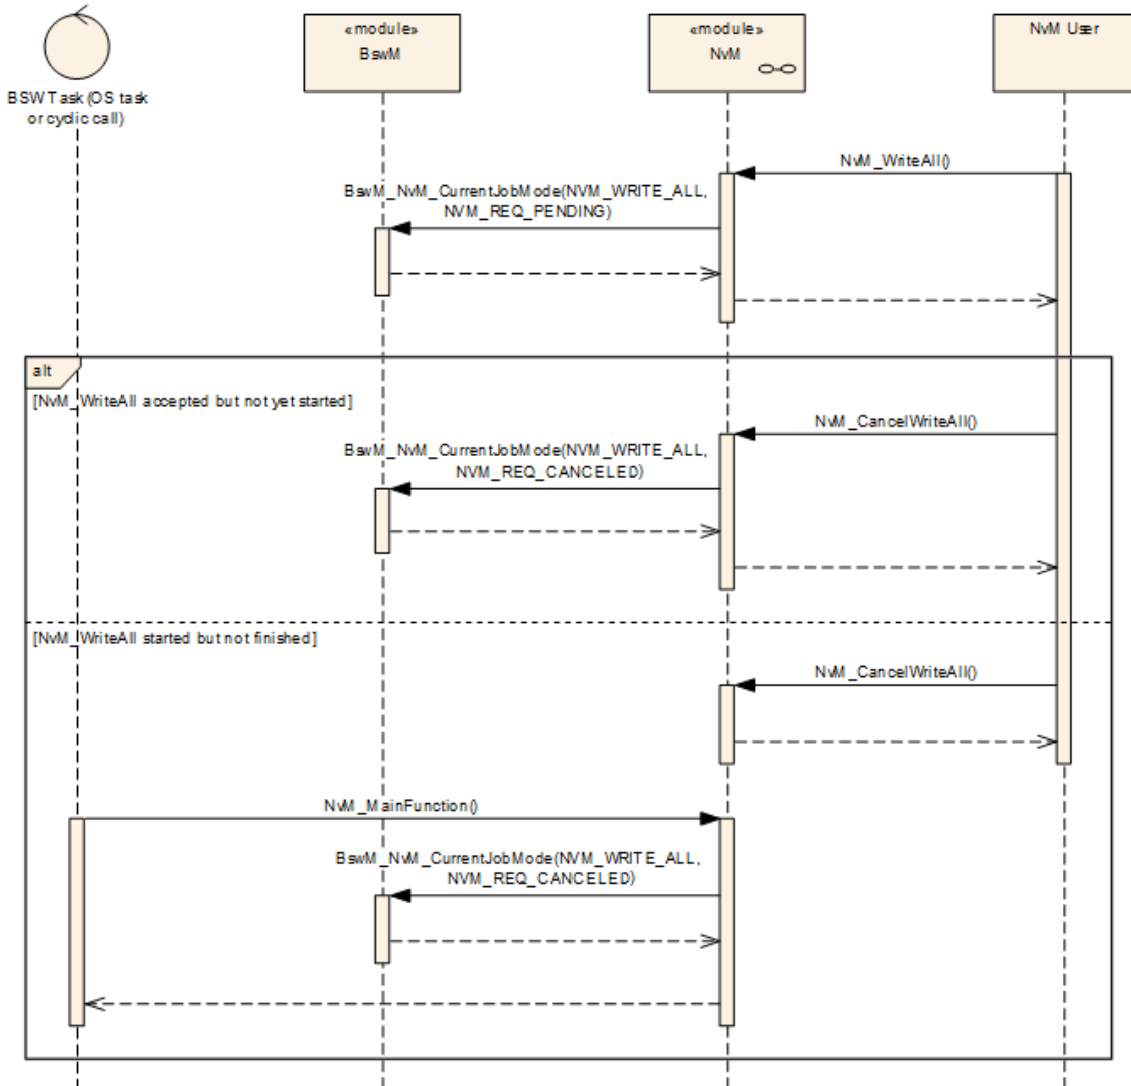 «module»
BswM
«module»
NvM
NvM User
BSW Task (OS task
or cyclic call)
NvM_WriteAll()
BswM_NvM_CurrentJobMode(NVM_WRITE_ALL,
NVM_REQ_PENDING)
alt
[NvM_WriteAll accepted but not yet started]
NvM_CancelWriteAll()
BswM_NvM_CurrentJobMode(NVM_WRITE_ALL,
NVM_REQ_CANCELED)
[NvM_WriteAll started but not finished]
NvM_CancelWriteAll()
NvM_MainFunction()
BswM_NvM_CurrentJobMode(NVM_WRITE_ALL,
NVM_REQ_CANCELED)